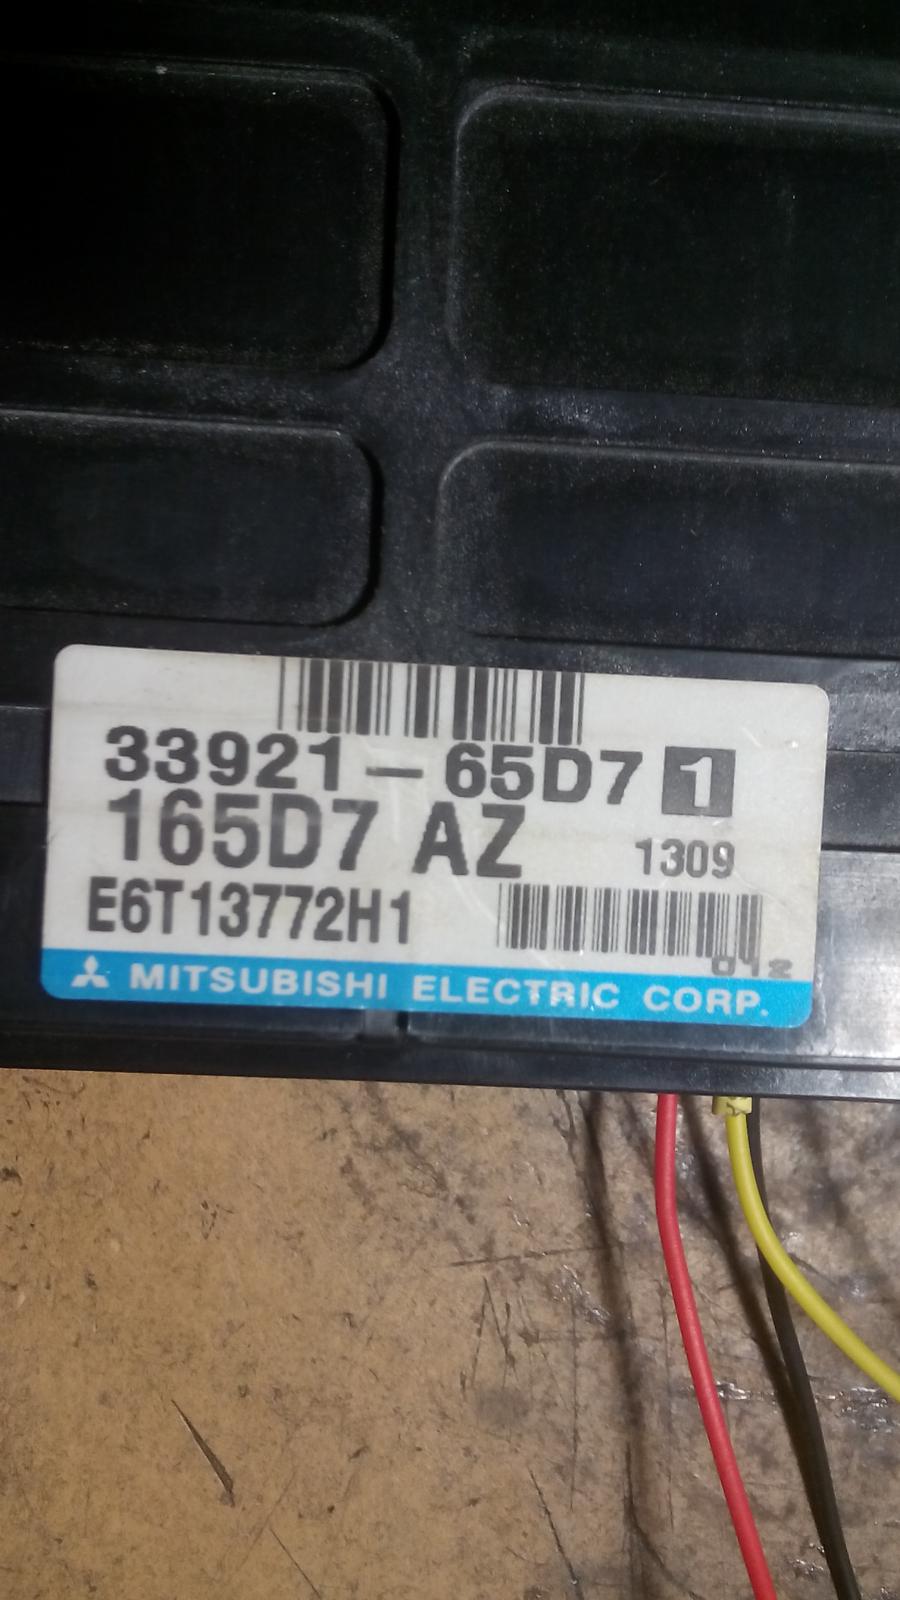 33921-65D7 1
165D7 AZ 1309
E6T13772H1
MITSUBISHI ELECTRIC CORP.